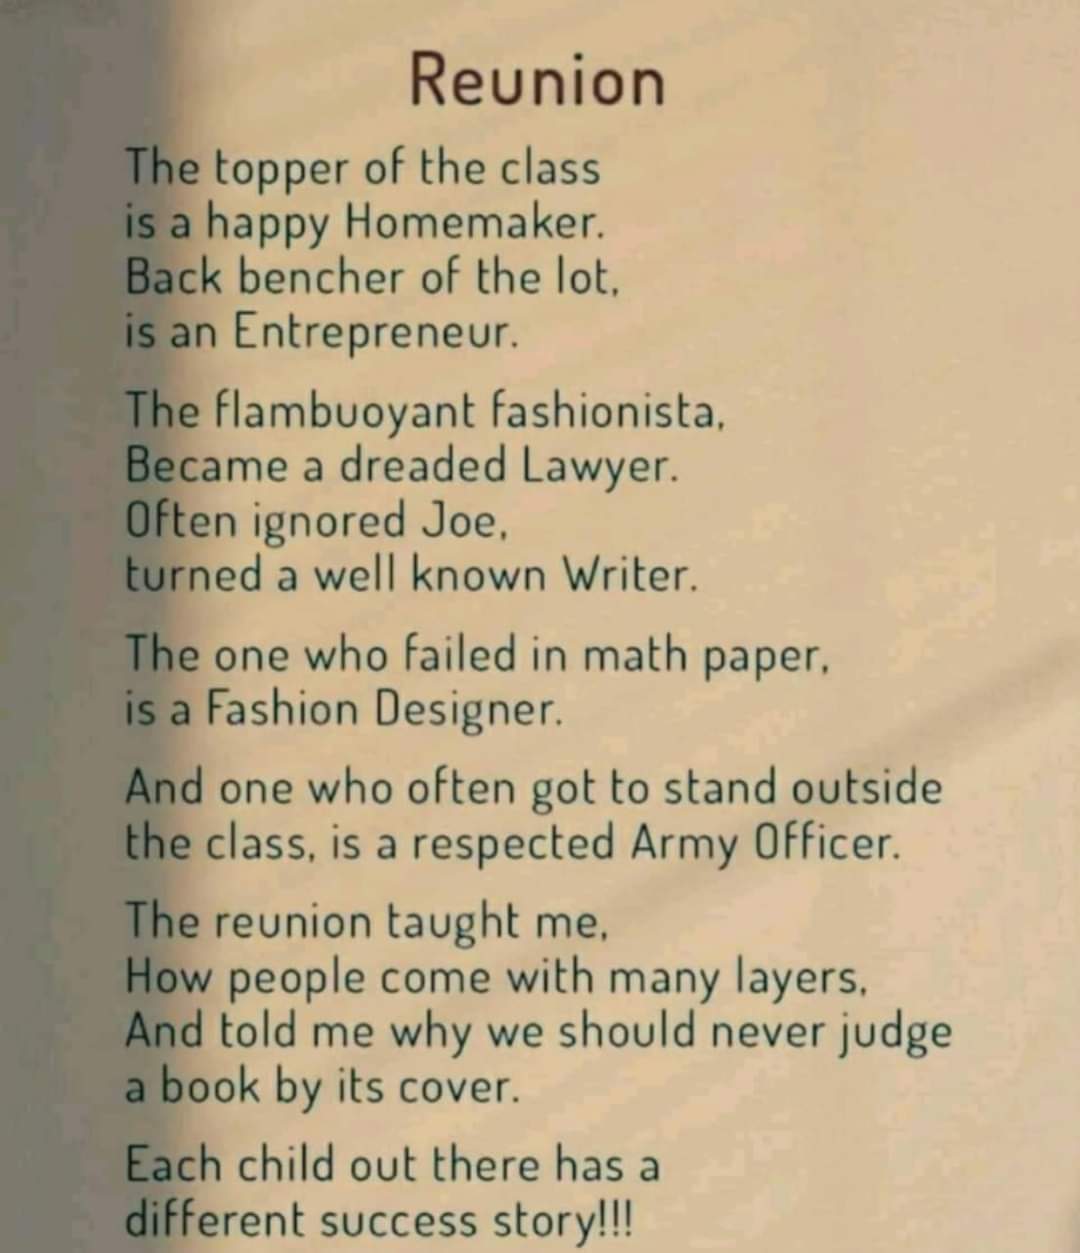 Reunion
The topper of the class
is a happy Homemaker.
Back bencher of the lot,
is an Entrepreneur.
The flambuoyant fashionista,
Became a dreaded Lawyer.
Often ignored Joe,
turned a well known Writer.
The one who failed in math paper,
is a Fashion Designer.
And one who often got to stand outside
the class, is a respected Army Officer.
The reunion taught me,
How people come with many layers,
And told me why we should never judge
a book by its cover.
Each child out there has a
different success story!!!